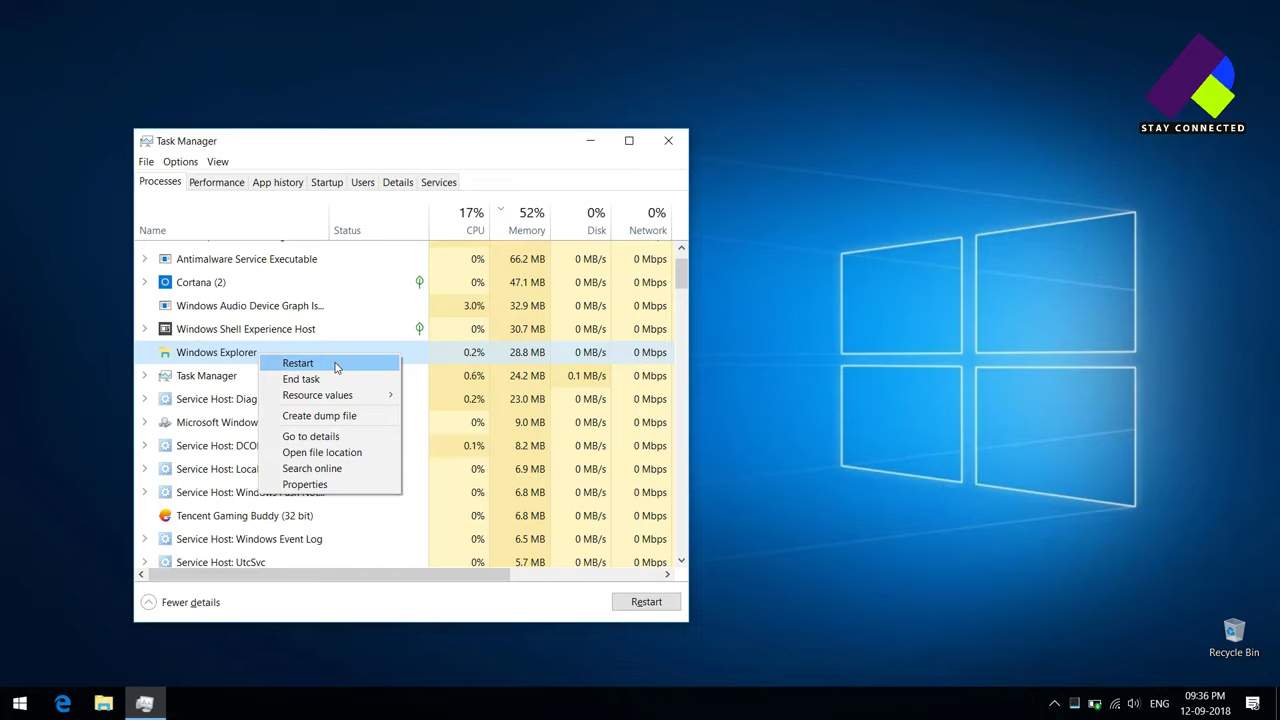 STAY CONNECTED
Task Manager
File Options View
Processes Performance App history Startup Users Details Services
17% 52% 0% 0%
Name Status CPU Memory Disk Network
Antimalware Service Executable 0% 66.2 MB 0 MB/s 0 Mbps
Cortana (2) 0% 47.1 MB 0 MB/s 0 Mbps
Windows Audio Device Graph Is... 3.0% 32.9 MB 0 MB/s 0 Mbps
Windows Shell Experience Host 0% 30.7 MB 0 MB/s 0 Mbps
Windows Explorer 0.2% 28.8 MB 0 MB/s 0 Mbps
Restart
End task
Resource values
Create dump file
Go to details
Open file location
Search online
Properties
Task Manager 0.6% 24.2 MB 0.1 MB/s 0 Mbps
Service Host: Diag 0.2% 23.0 MB 0 MB/s 0 Mbps
Microsoft Window 0% 9.0 MB 0 MB/s 0 Mbps
Service Host: DCO 0.1% 8.2 MB 0 MB/s 0 Mbps
Service Host: Loca 0% 6.9 MB 0 MB/s 0 Mbps
Service Host: 0% 6.8 MB 0 MB/s 0 Mbps
Tencent Gaming Buddy (32 bit) 0% 6.8 MB 0 MB/s 0 Mbps
Service Host: Windows Event Log 0% 6.5 MB 0 MB/s 0 Mbps
Service Host: UtcSvc 0% 5.7 MB 0 MB/s 0 Mbps
Fewer details Restart
Recycle Bin
ENG
09:36 PM
12-09-2018